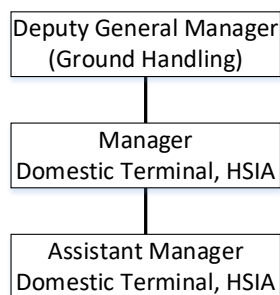 Deputy General Manager
(Ground Handling)
Manager
Domestic Terminal, HSIA
Assistant Manager
Domestic Terminal, HSIA